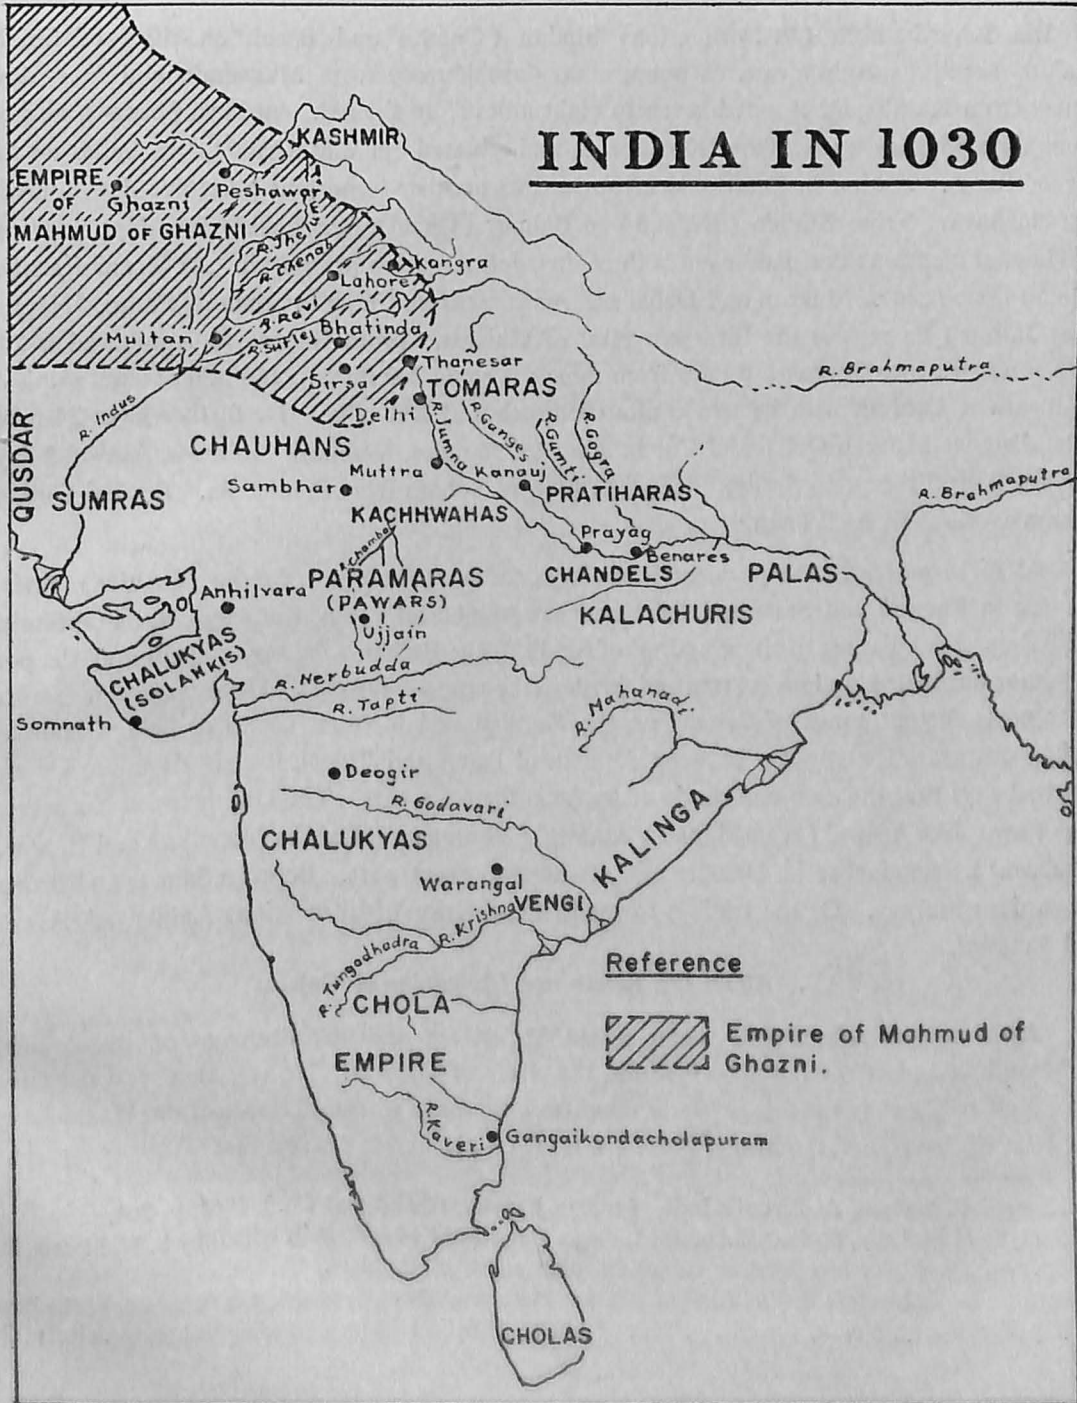 INDIA IN 1030
KASHMIR
EMPIRE
OF
MAHMUD OF GHAZNI
Ghazni
Peshawar
R. Jhelum
R. Chenab
Kangra
Lahore
R. Ravi
Multan
R. Sutlej
Bhatinda
Thanesar
Sirsa
TOMARAS
Delhi
R. Brahmaputra
R. Indus
QUSDAR
CHAUHANS
R. Jumna
R. Ganges
R. Gumti
R. Gogra
Muttra
Kanauj
SUMRAS
Sambhar
PRATIHARAS
R. Brahmaputra
KACHHWAHAS
R. Chambal
Prayag
Benares
PARAMARAS
(PAWARS)
CHANDELS
PALAS
Anhilvara
KALACHURIS
Ujjain
CHALUKYAS
(SOLANKIS)
R. Nerbudda
R. Tapti
R. Mahanadi
Somnath
Deogir
R. Godavari
CHALUKYAS
KALINGA
Warangal
VENGI
R. Krishna
R. Tungadhadra
Reference
CHOLA
EMPIRE
Empire of Mahmud of
Ghazni.
R. Kaveri
Gangaikondacholapuram
CHOLAS